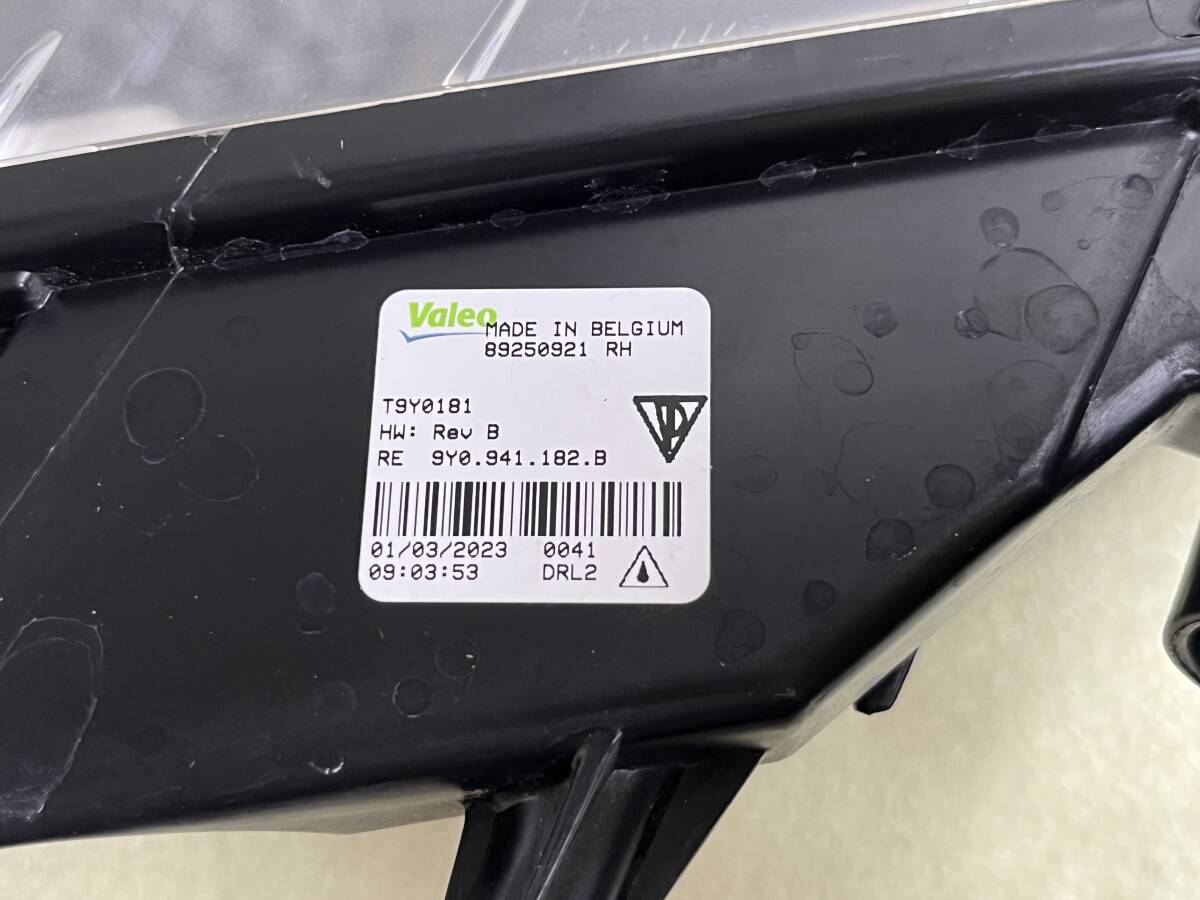 Valeo
MADE IN BELGIUM
89250921 RH
T9Y0181
HW: Rev B
RE 9Y0.941.182.B
01/03/2023 0041
09:03:53 DRL2